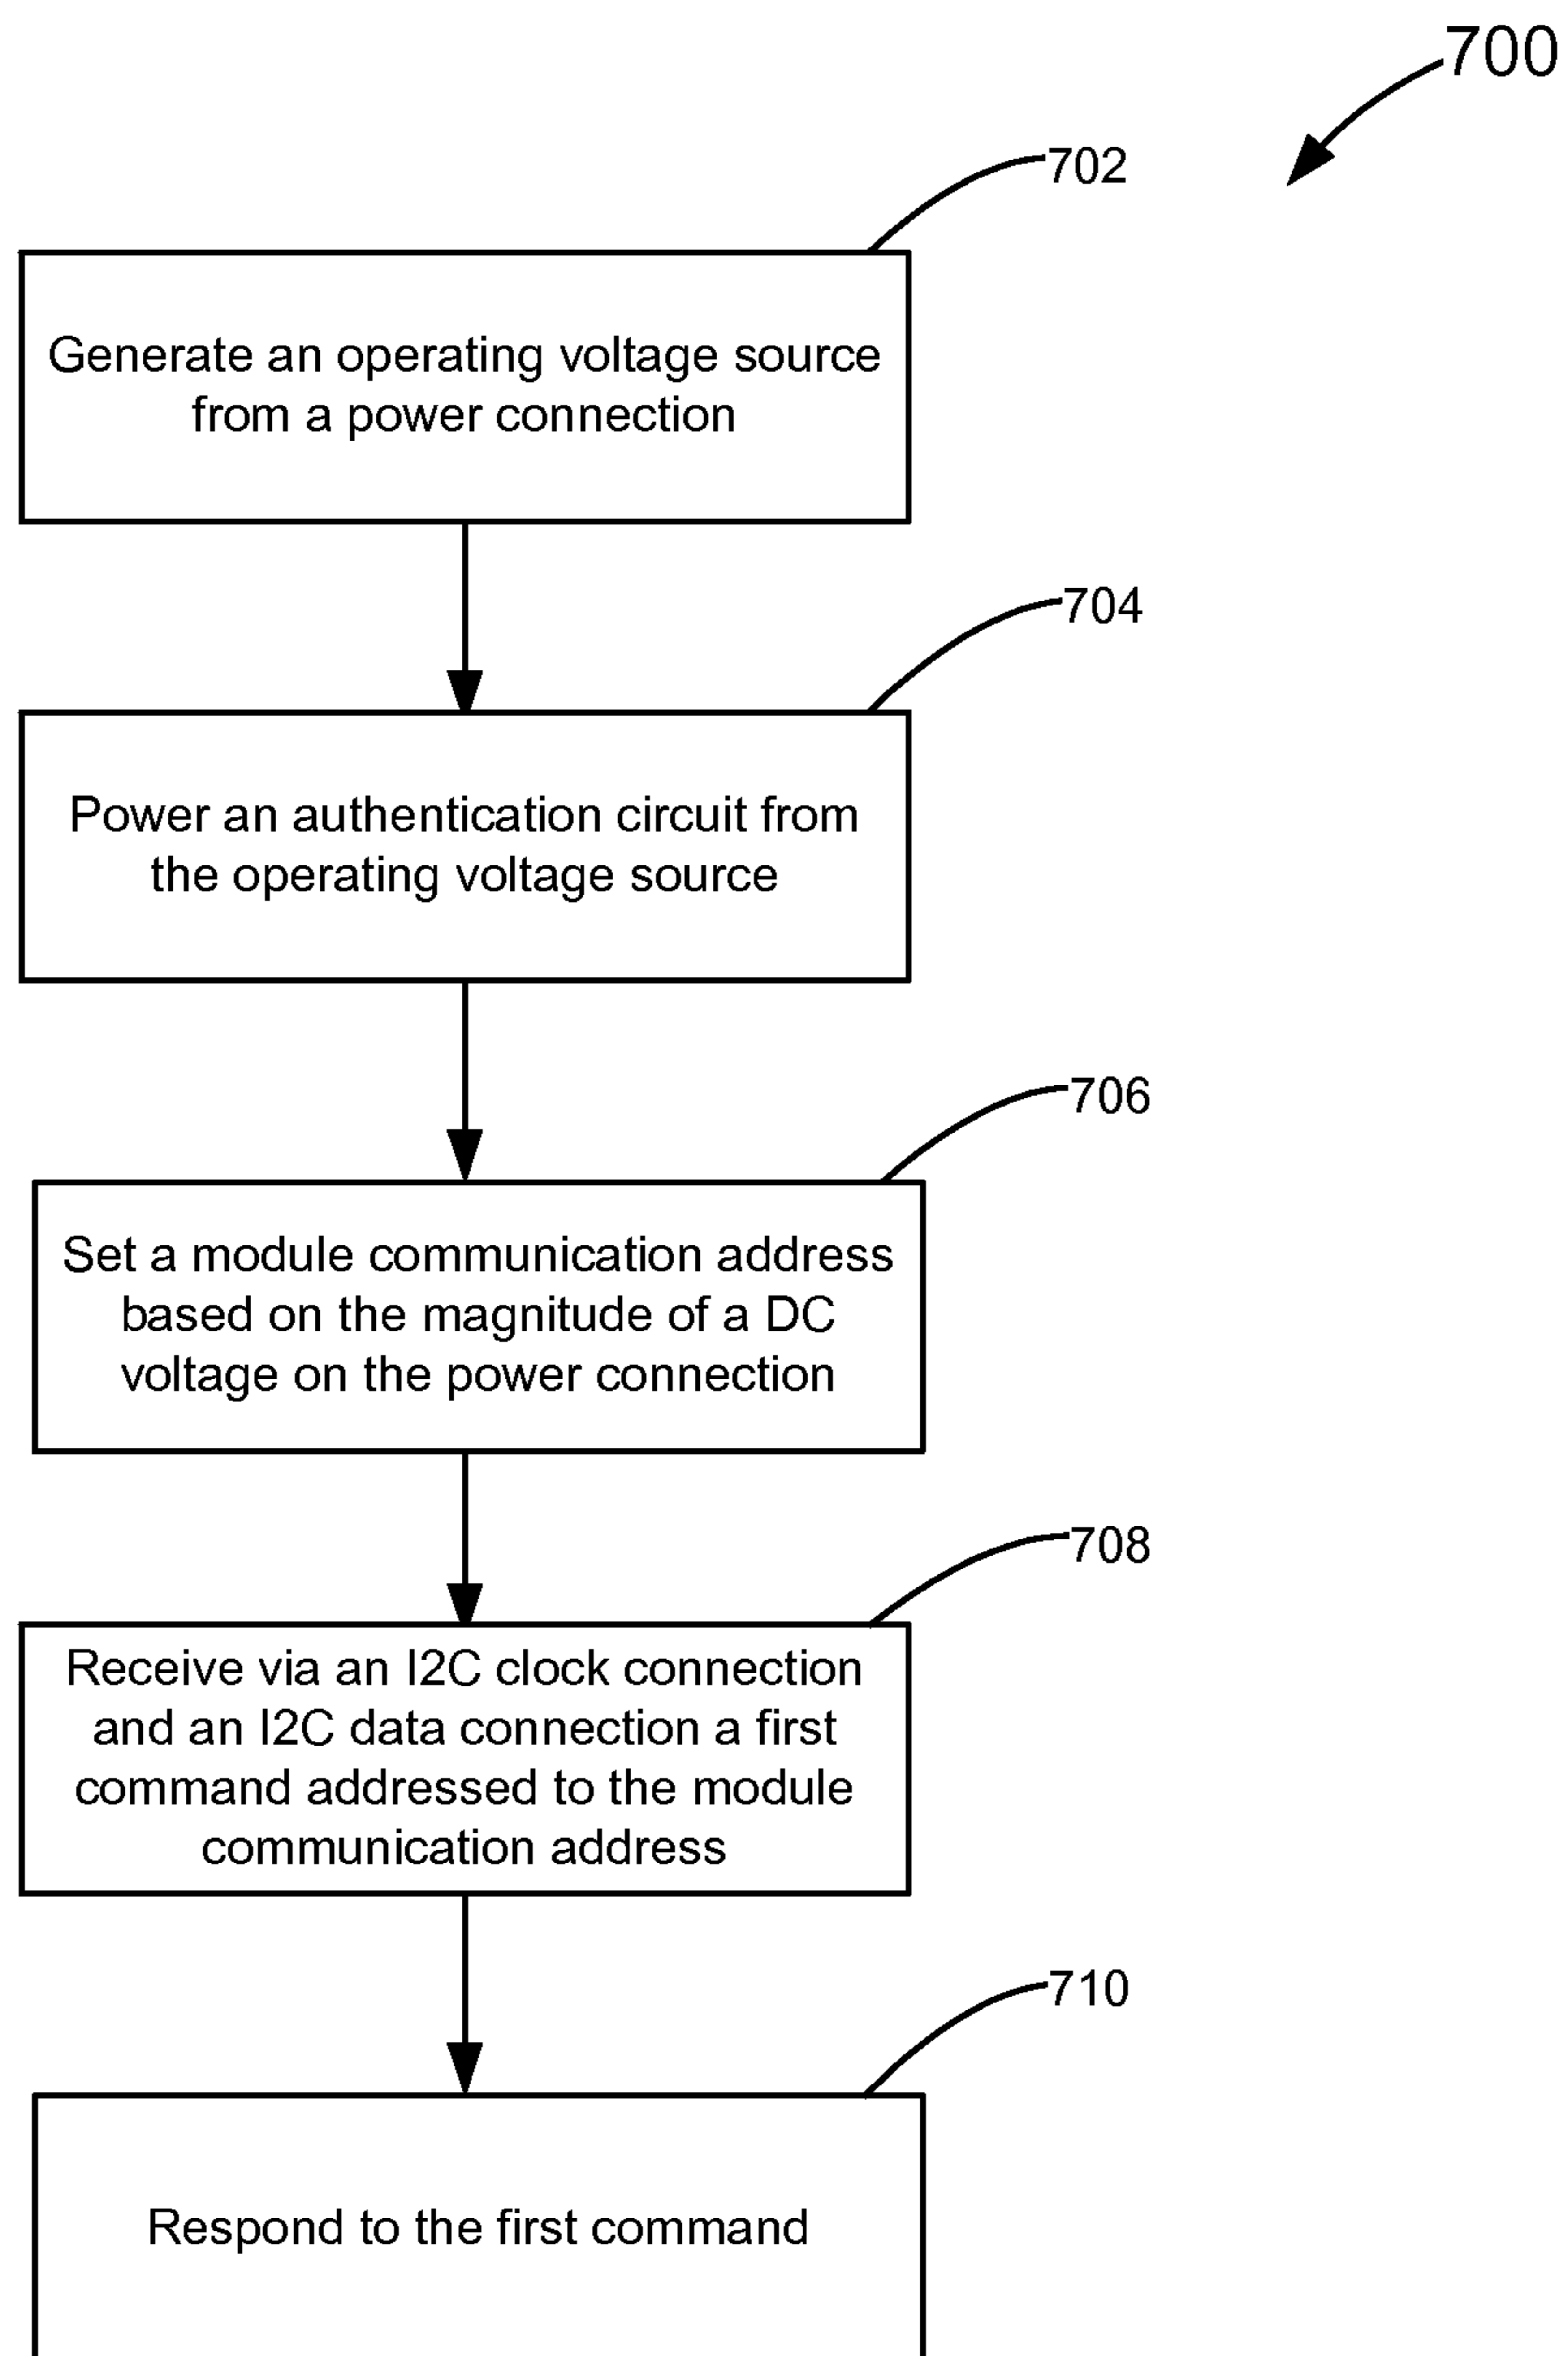 700
702
Generate an operating voltage source
from a power connection
704
Power an authentication circuit from
the operating voltage source
706
Set a module communication address
based on the magnitude of a DC
voltage on the power connection
708
Receive via an I2C clock connection
and an I2C data connection a first
command addressed to the module
communication address
710
Respond to the first command